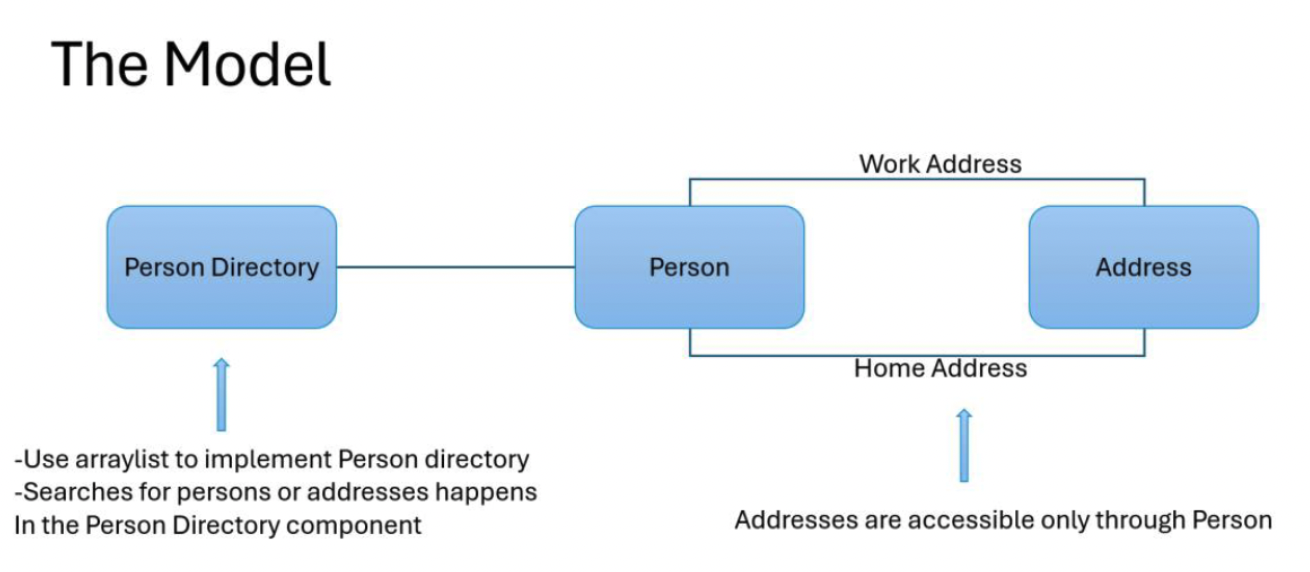 The Model
Work Address
Person Directory
Person
Address
Home Address
-Use arraylist to implement Person directory
-Searches for persons or addresses happens
In the Person Directory component
Addresses are accessible only through Person